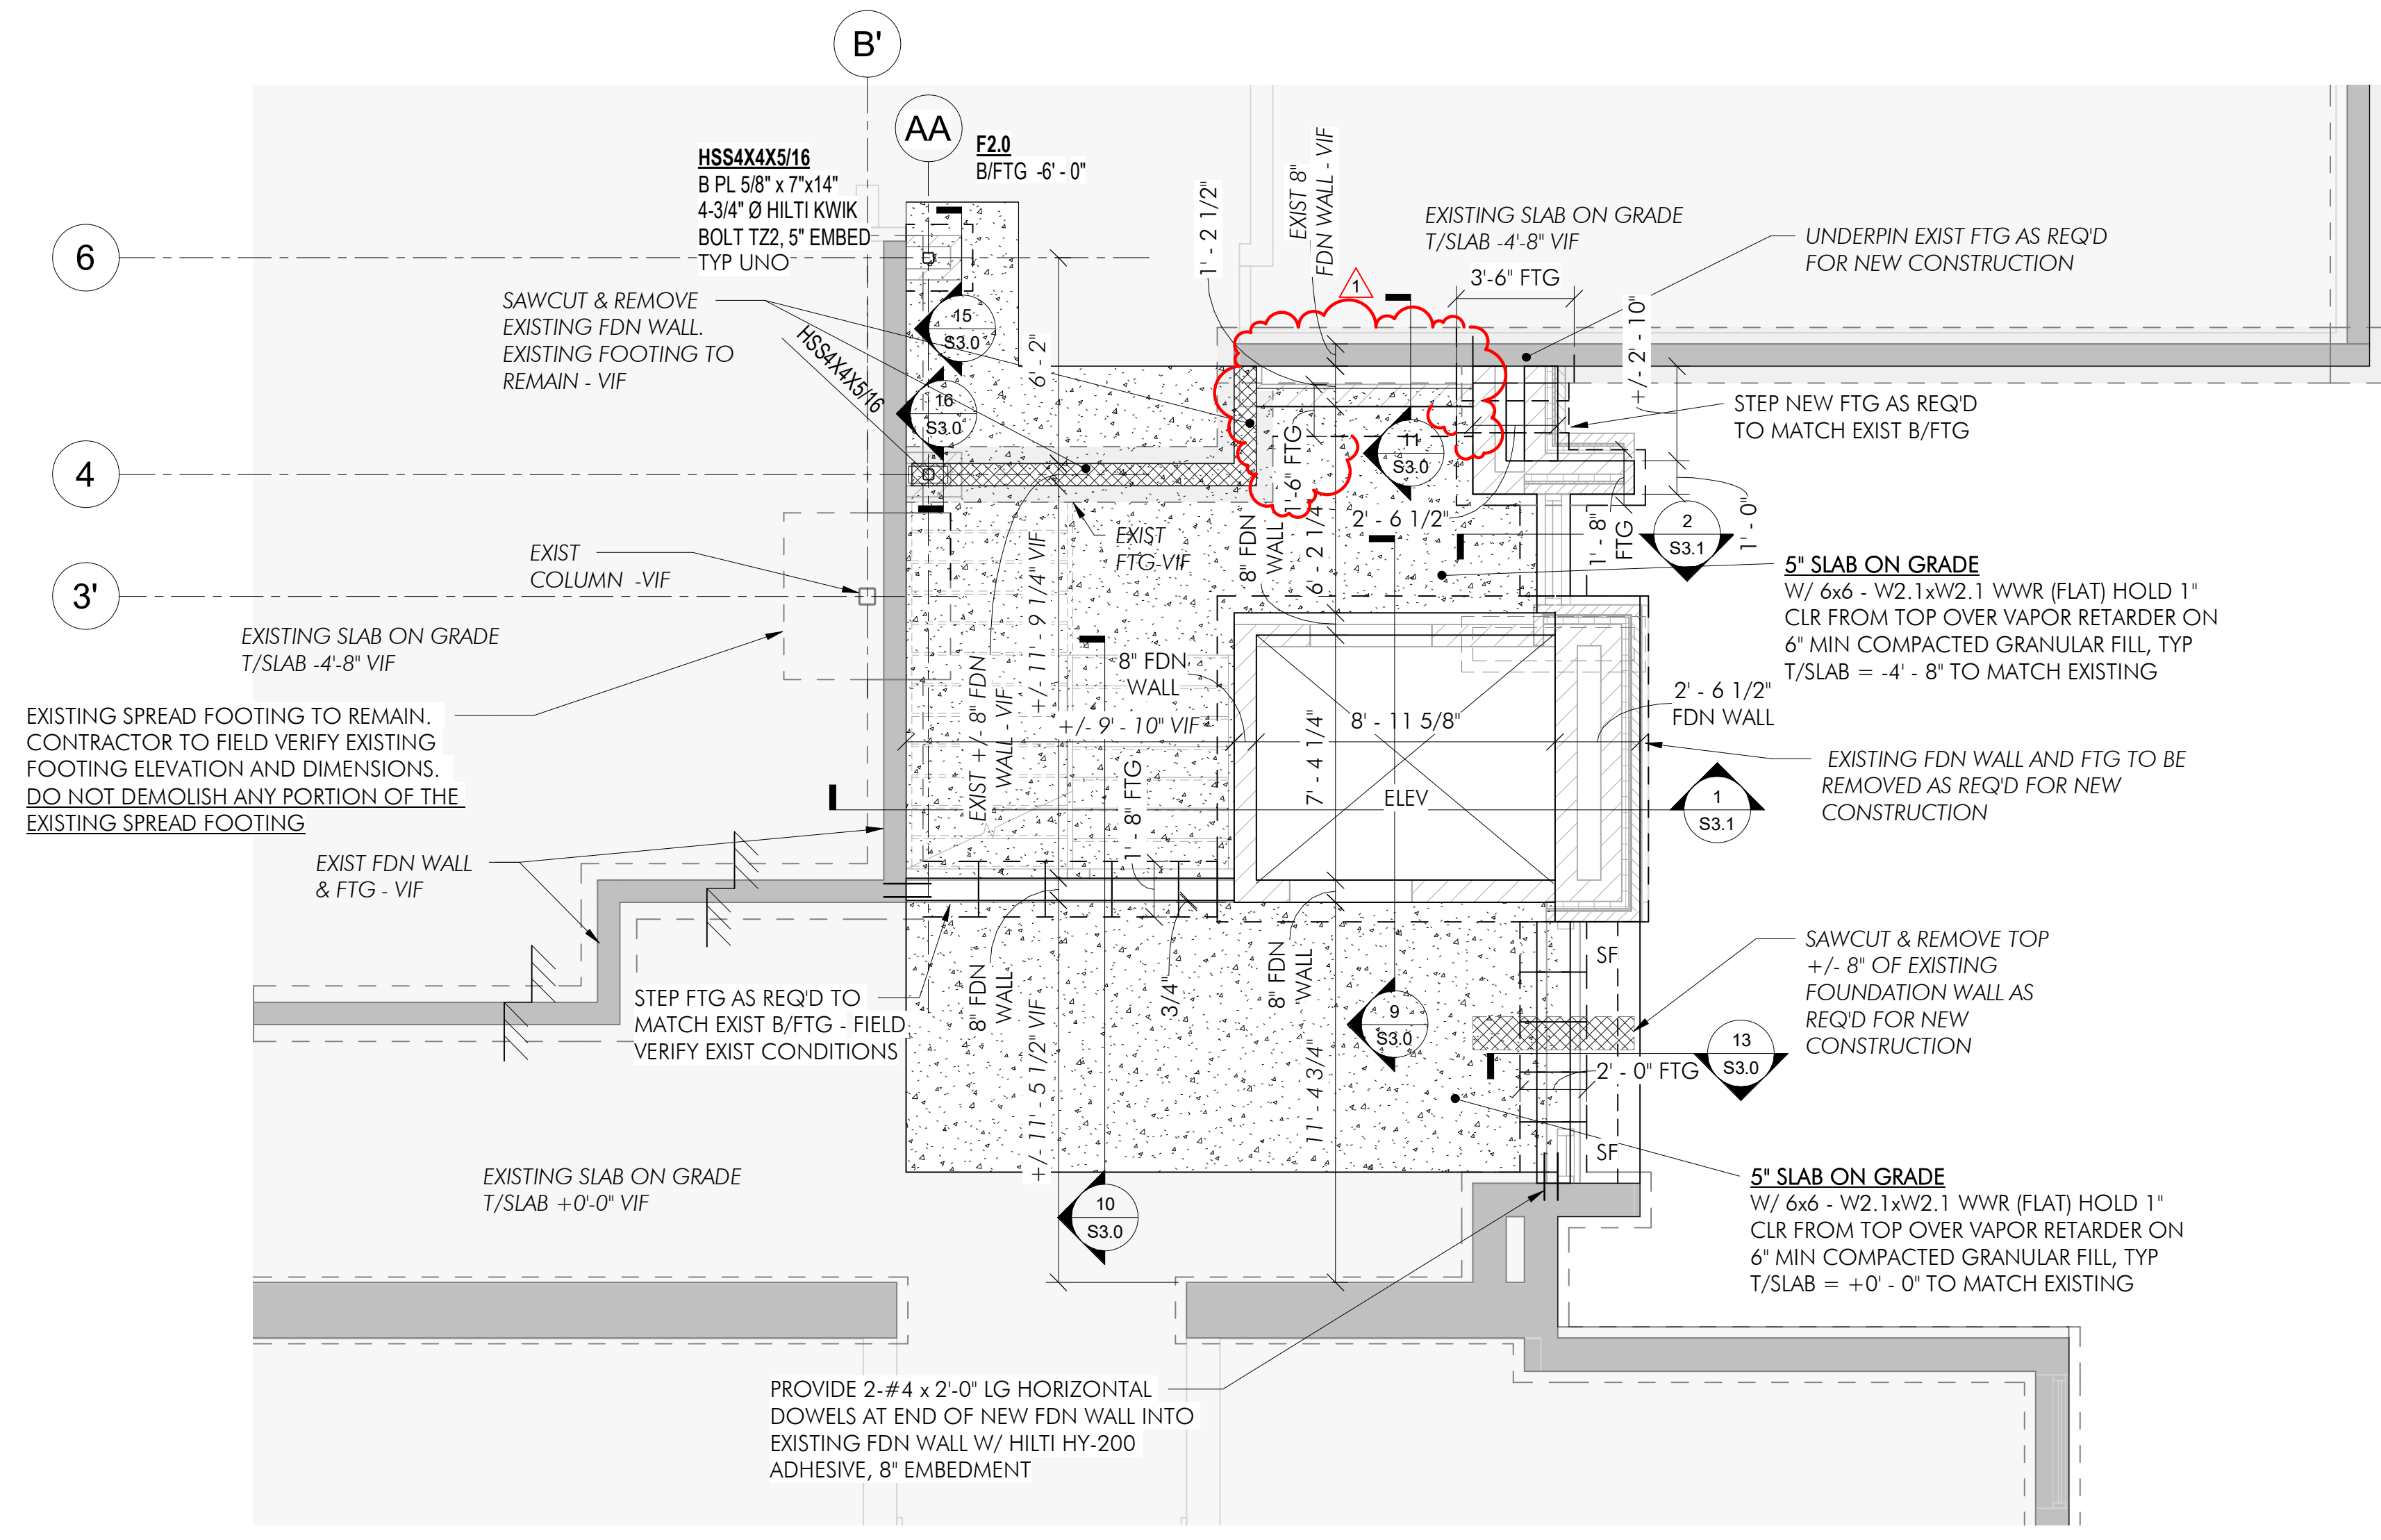 B'
AA
F2.0
B/FTG -6' - 0"
HSS4X4X5/16
B PL 5/8" x 7"x14"
4-3/4" Ø HILTI KWIK
BOLT TZ2, 5" EMBED
TYP UNO
6
4
3'
SAWCUT & REMOVE
EXISTING FDN WALL.
EXISTING FOOTING TO
REMAIN - VIF
HSS4X4X5/16
15
S3.0
16
S3.0
6' - 2"
1' - 2 1/2"
EXIST 8"
FDN WALL - VIF
1
EXISTING SLAB ON GRADE
T/SLAB -4'-8" VIF
3'-6" FTG
UNDERPIN EXIST FTG AS REQ'D
FOR NEW CONSTRUCTION
+/- 2' - 10"
STEP NEW FTG AS REQ'D
TO MATCH EXIST B/FTG
11
S3.0
1'-6" FTG
2' - 6 1/2"
6' - 2 1/4"
8" FDN
WALL
1' - 8"
FTG
2
S3.1
1' - 0"
EXIST
FTG-VIF
EXIST
COLUMN -VIF
5" SLAB ON GRADE
W/ 6x6 - W2.1xW2.1 WWR (FLAT) HOLD 1"
CLR FROM TOP OVER VAPOR RETARDER ON
6" MIN COMPACTED GRANULAR FILL, TYP
T/SLAB = -4' - 8" TO MATCH EXISTING
EXISTING SLAB ON GRADE
T/SLAB -4'-8" VIF
EXIST +/- 8" FDN
WALL - VIF
+/- 11' - 9 1/4" VIF
8" FDN
WALL
+/- 9' - 10" VIF
8' - 11 5/8"
7' - 4 1/4"
ELEV
2' - 6 1/2"
FDN WALL
EXISTING SPREAD FOOTING TO REMAIN.
CONTRACTOR TO FIELD VERIFY EXISTING
FOOTING ELEVATION AND DIMENSIONS.
DO NOT DEMOLISH ANY PORTION OF THE
EXISTING SPREAD FOOTING
EXISTING FDN WALL AND FTG TO BE
REMOVED AS REQ'D FOR NEW
CONSTRUCTION
1
S3.1
1' - 8" FTG
EXIST FDN WALL
& FTG - VIF
STEP FTG AS REQ'D TO
MATCH EXIST B/FTG - FIELD
VERIFY EXIST CONDITIONS
8" FDN
WALL
+/- 11' - 5 1/2" VIF
3/4"
8" FDN
WALL
11' - 4 3/4"
9
S3.0
SF
SAWCUT & REMOVE TOP
+/- 8" OF EXISTING
FOUNDATION WALL AS
REQ'D FOR NEW
CONSTRUCTION
13
S3.0
2' - 0" FTG
SF
EXISTING SLAB ON GRADE
T/SLAB +0'-0" VIF
10
S3.0
5" SLAB ON GRADE
W/ 6x6 - W2.1xW2.1 WWR (FLAT) HOLD 1"
CLR FROM TOP OVER VAPOR RETARDER ON
6" MIN COMPACTED GRANULAR FILL, TYP
T/SLAB = +0' - 0" TO MATCH EXISTING
PROVIDE 2-#4 x 2'-0" LG HORIZONTAL
DOWELS AT END OF NEW FDN WALL INTO
EXISTING FDN WALL W/ HILTI HY-200
ADHESIVE, 8" EMBEDMENT